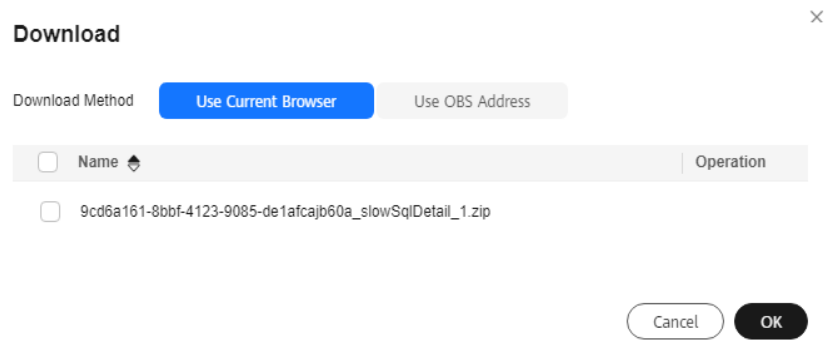 Download
Download Method Use Current Browser Use OBS Address
Name Operation
9cd6a161-8bbf-4123-9085-de1afcajb60a_slowSqlDetail_1.zip
Cancel OK